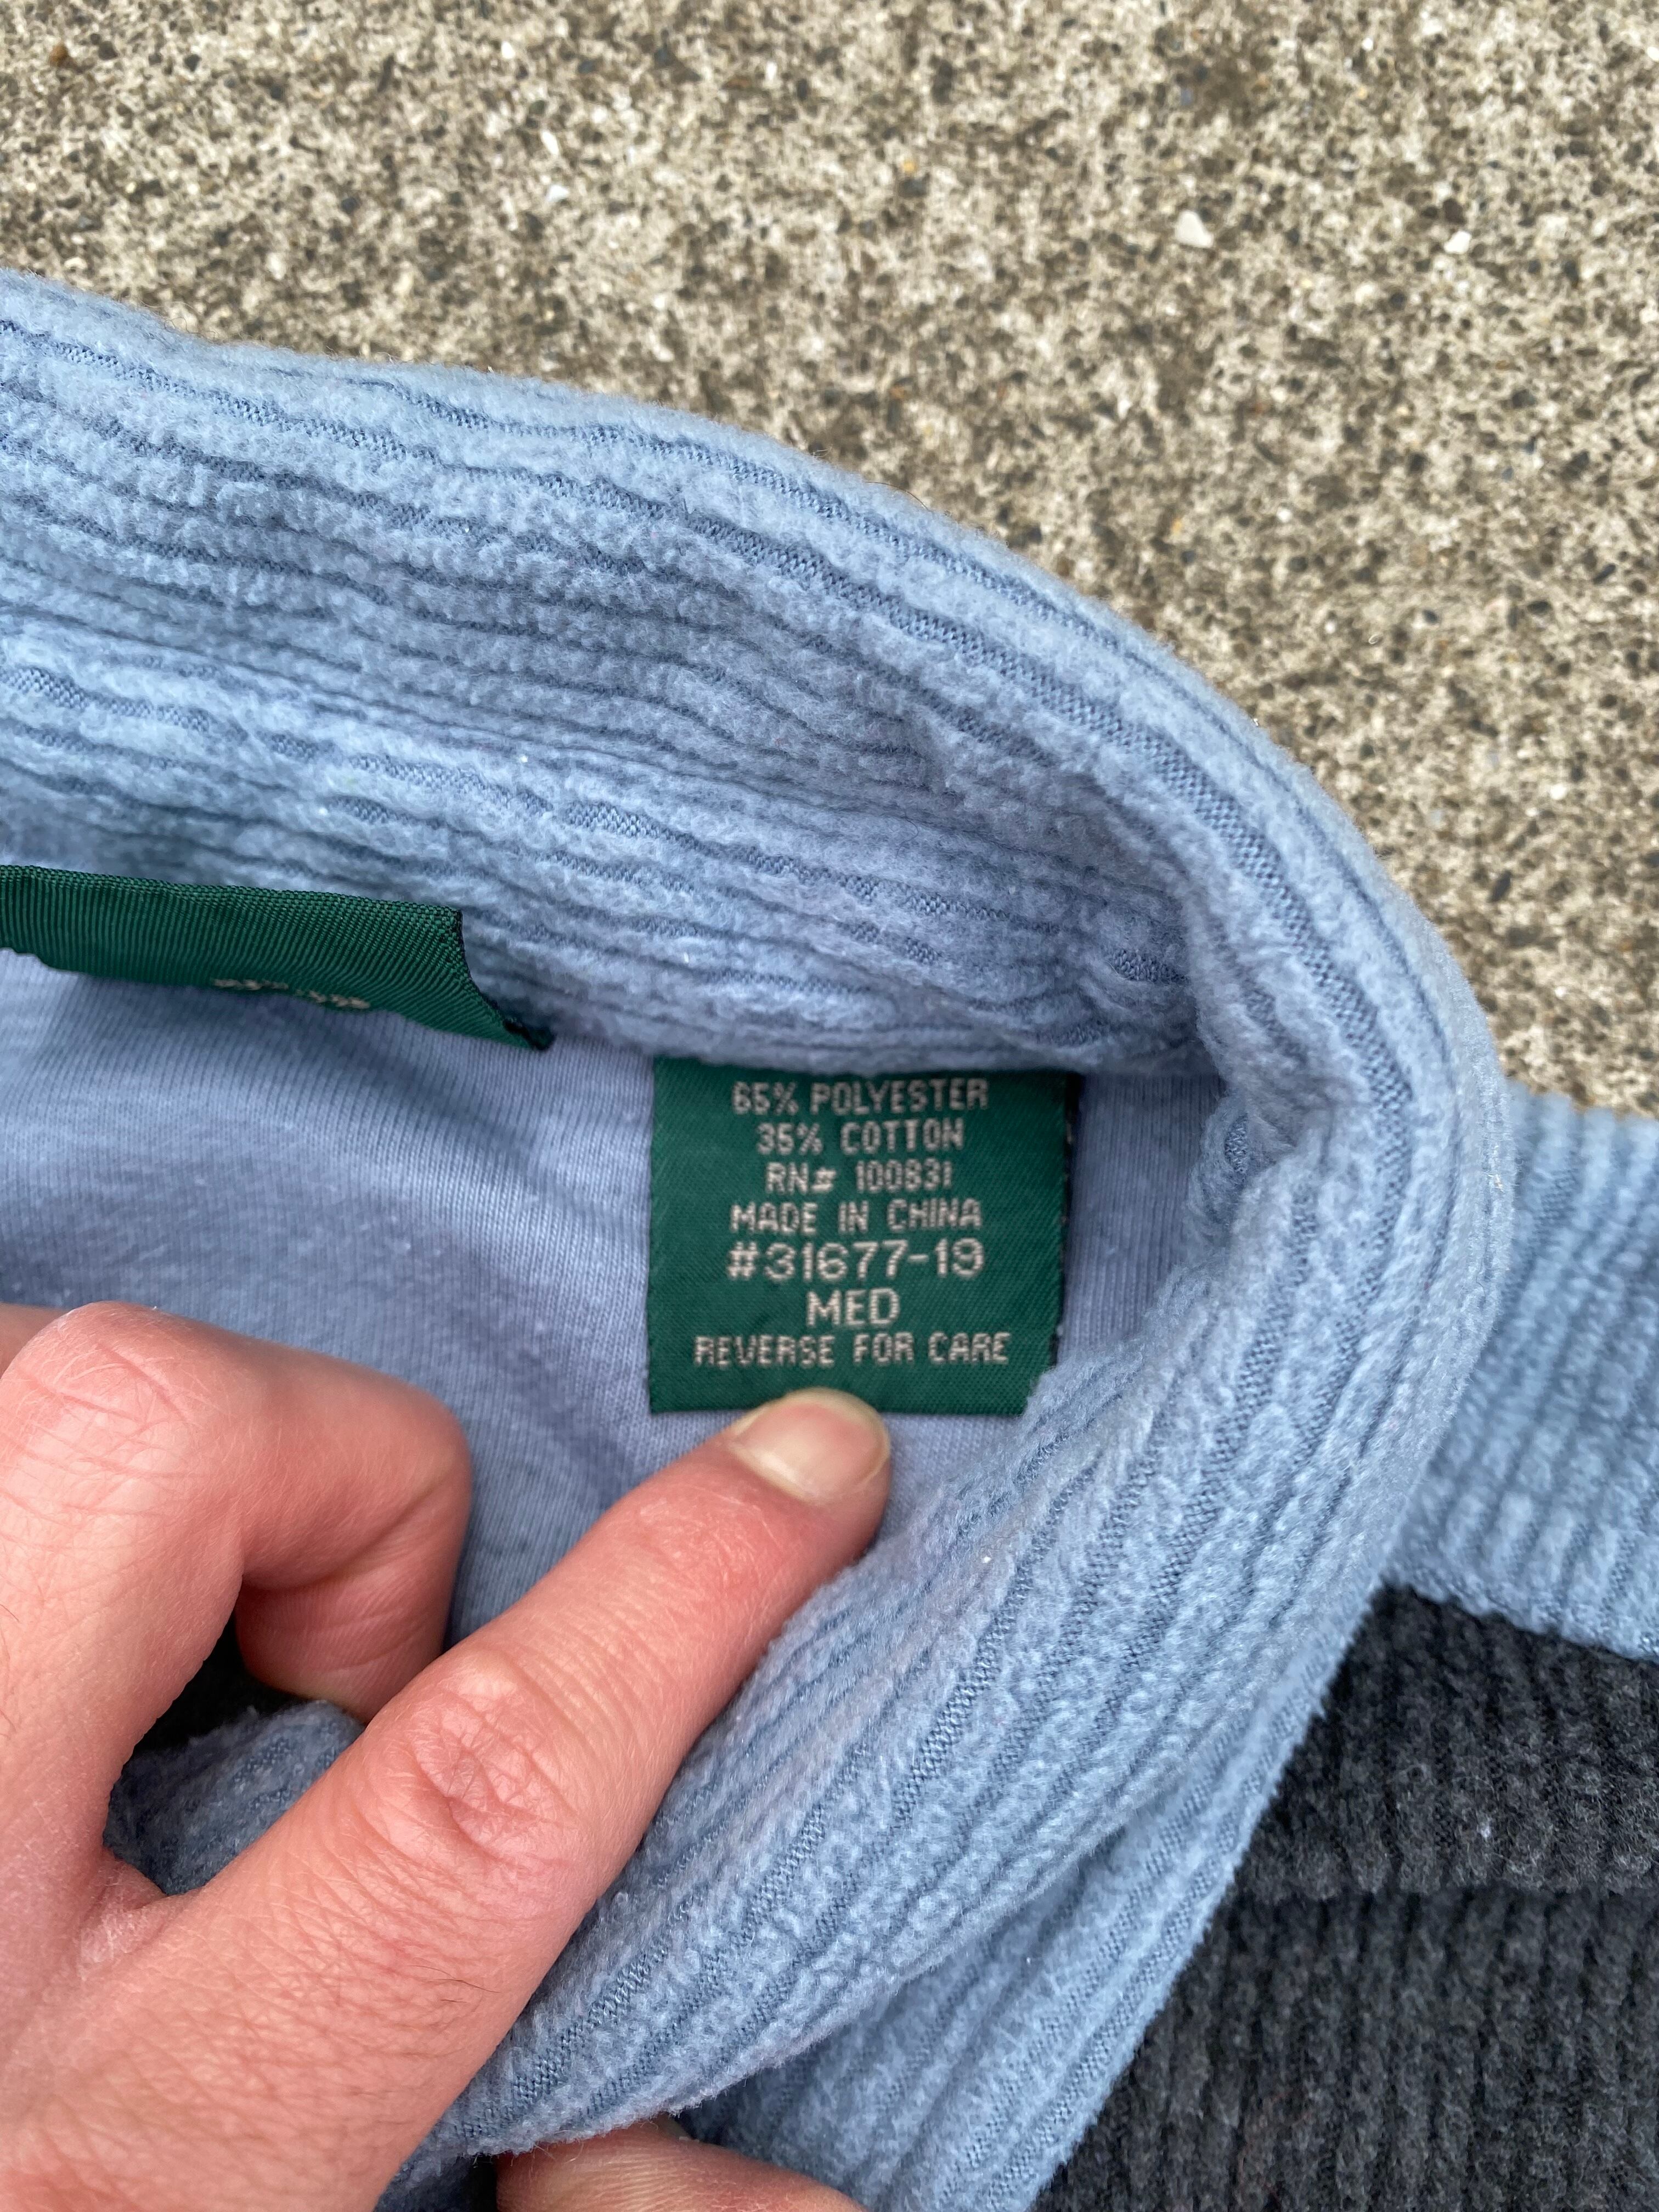 65% POLYESTER
35% COTTON
RN# 100831
MADE IN CHINA
#31677-19
MED
REVERSE FOR CARE